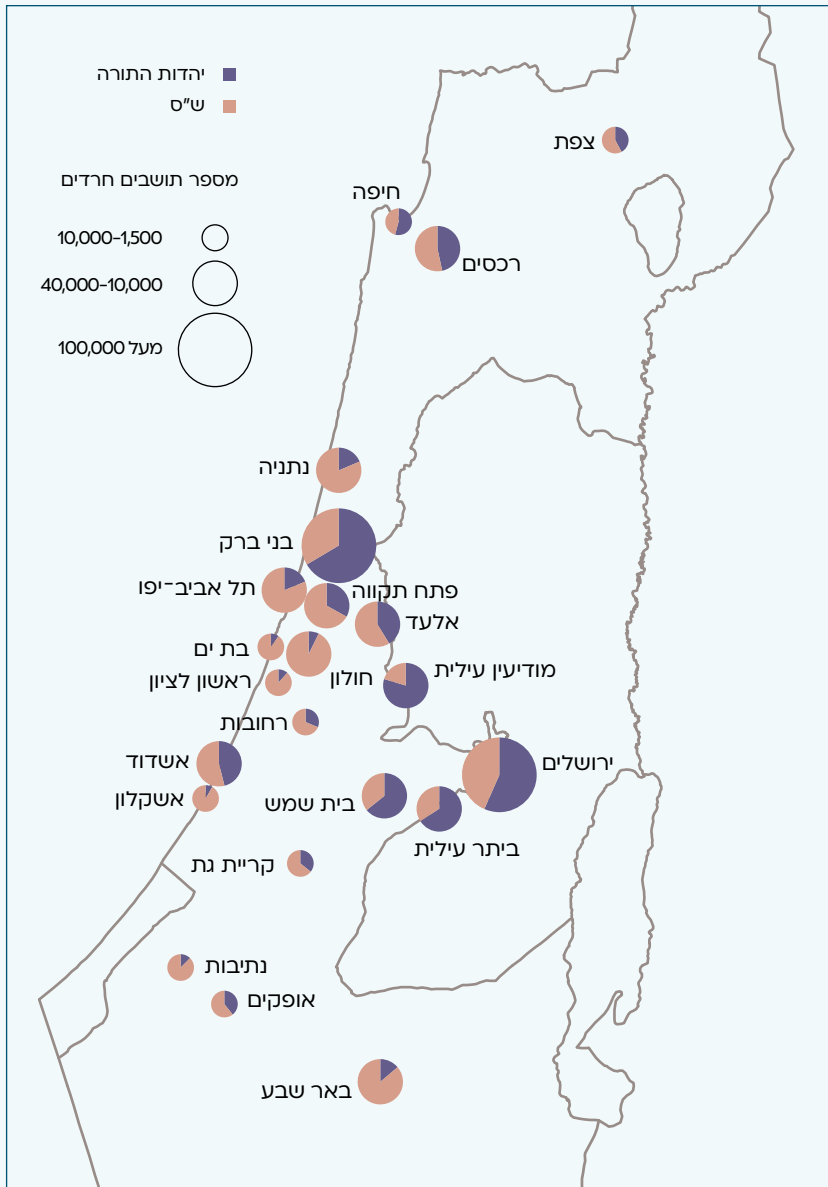 יהדות התורה
ש"ס
מספר תושבים חרדים
10,000-1,500
40,000-10,000
מעל 100,000
צפת
חיפה
רכסים
נתניה
בני ברק
תל אביב-יפו
פתח תקווה
אלעד
בת ים
חולון
מודיעין עילית
ראשון לציון
רחובות
אשדוד
ירושלים
אשקלון
בית שמש
ביתר עילית
קריית גת
נתיבות
אופקים
באר שבע